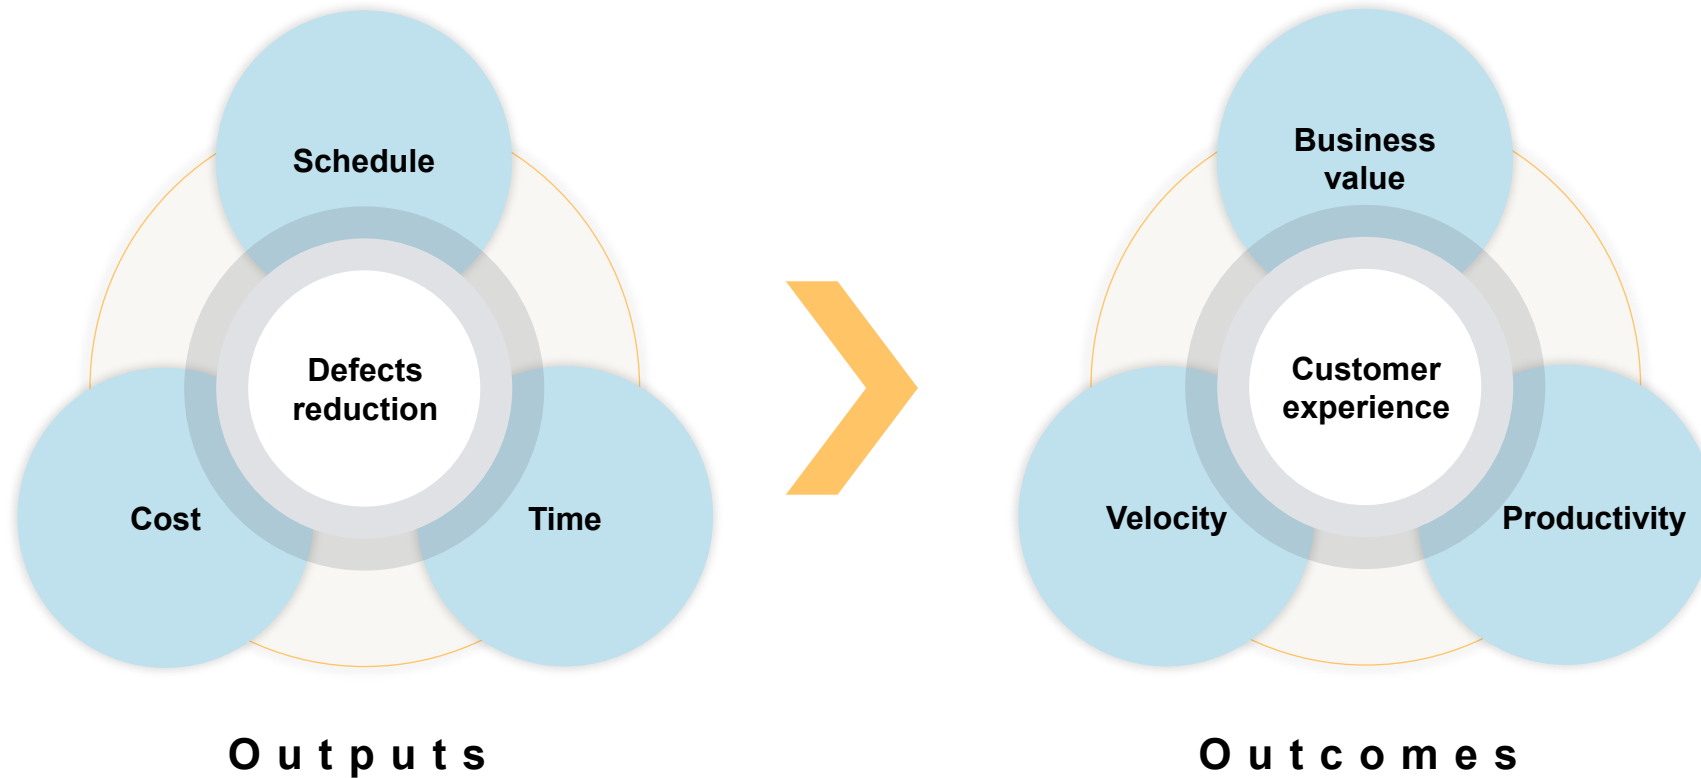 Schedule
Defects
reduction
Cost
Time
Outputs
Business
value
Customer
experience
Velocity
Productivity
Outcomes